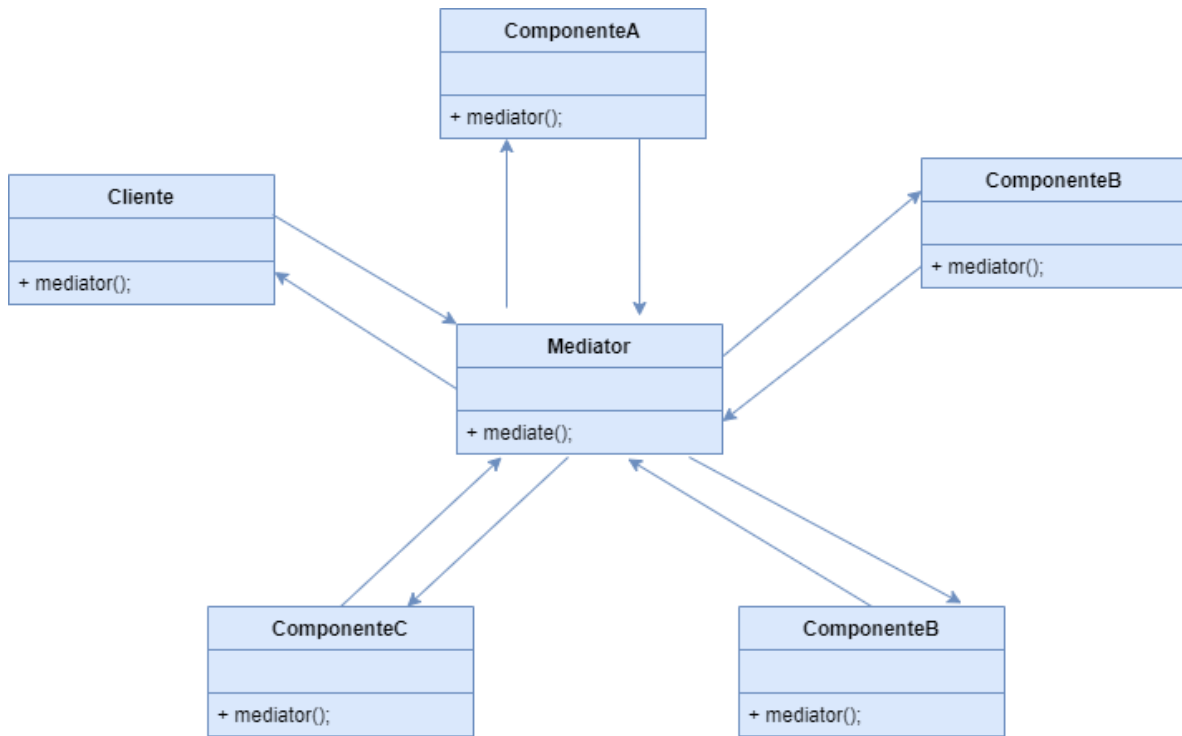 ComponenteA
+ mediator();
Cliente
+ mediator();
ComponenteB
+ mediator();
Mediator
+ mediate();
ComponenteC
+ mediator();
ComponenteB
+ mediator();